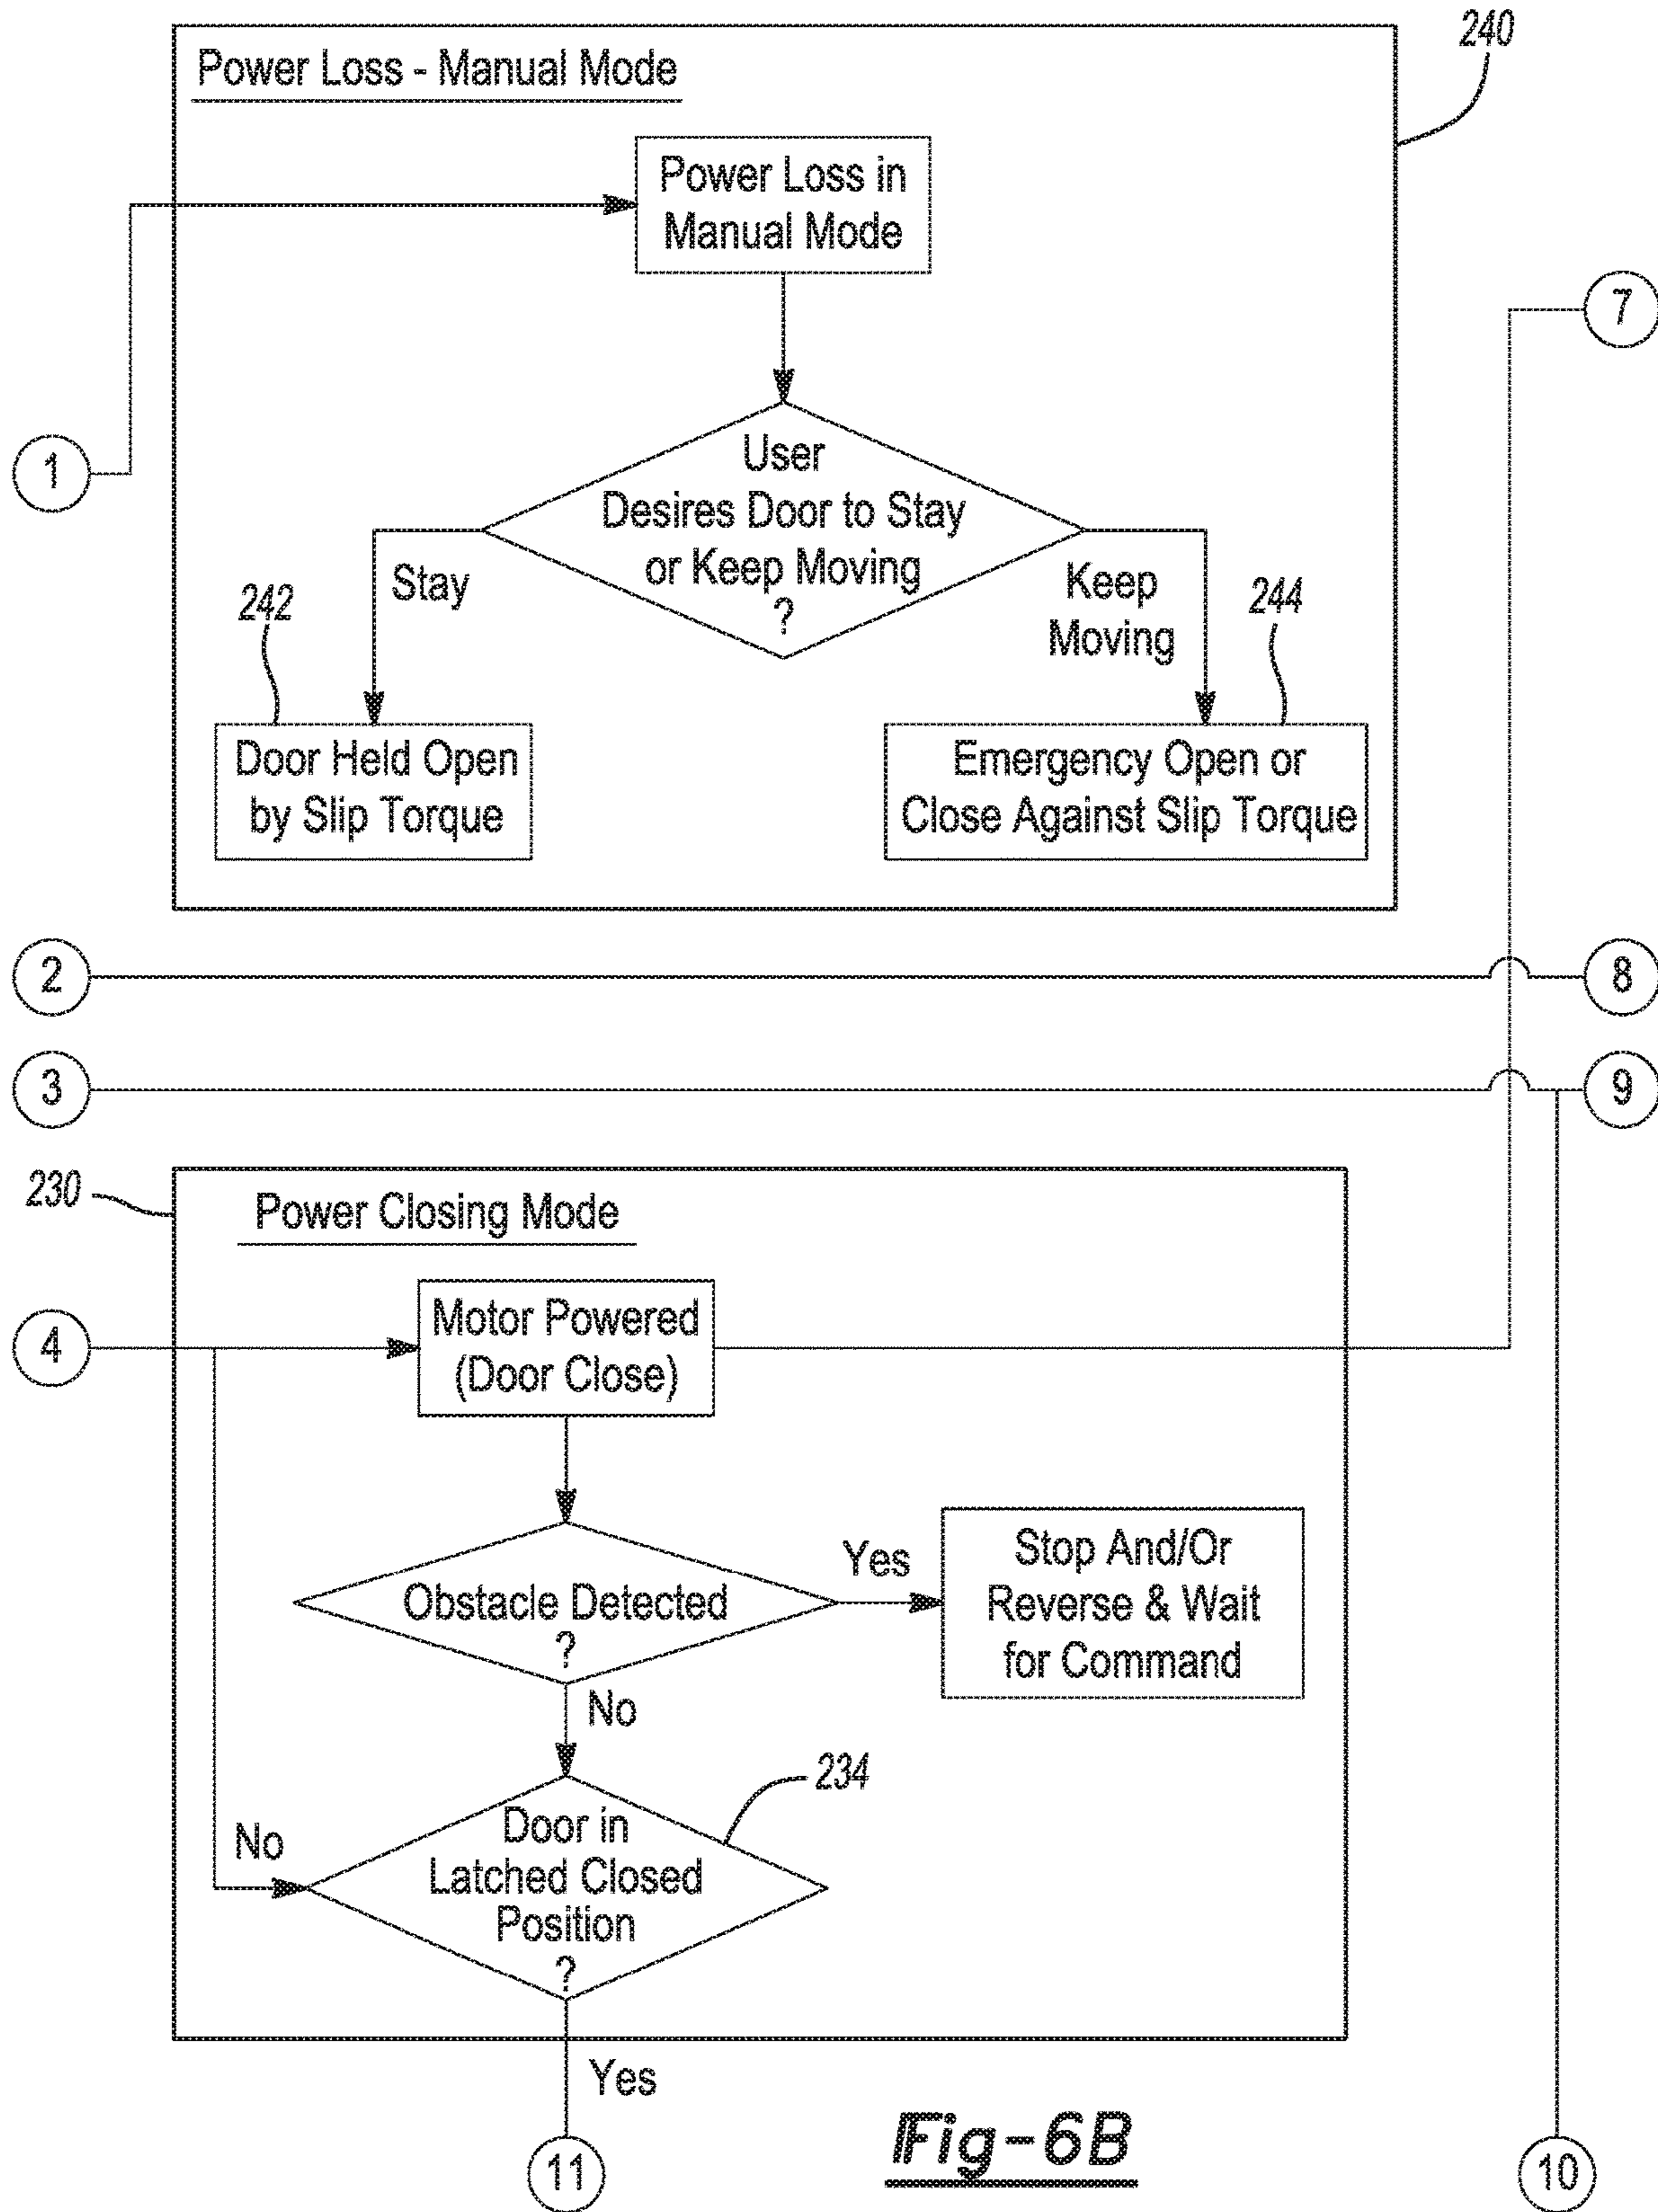 240
Power Loss - Manual Mode
Power Loss in
Manual Mode
7
1
User
Desires Door to Stay
or Keep Moving
?
Stay
Keep
Moving
242
244
Door Held Open
by Slip Torque
Emergency Open or
Close Against Slip Torque
2
8
3
9
230
Power Closing Mode
4
Motor Powered
(Door Close)
Obstacle Detected
?
Yes
Stop And/Or
Reverse & Wait
for Command
No
234
No
Door in
Latched Closed
Position
?
Yes
11
Fig-6B
10